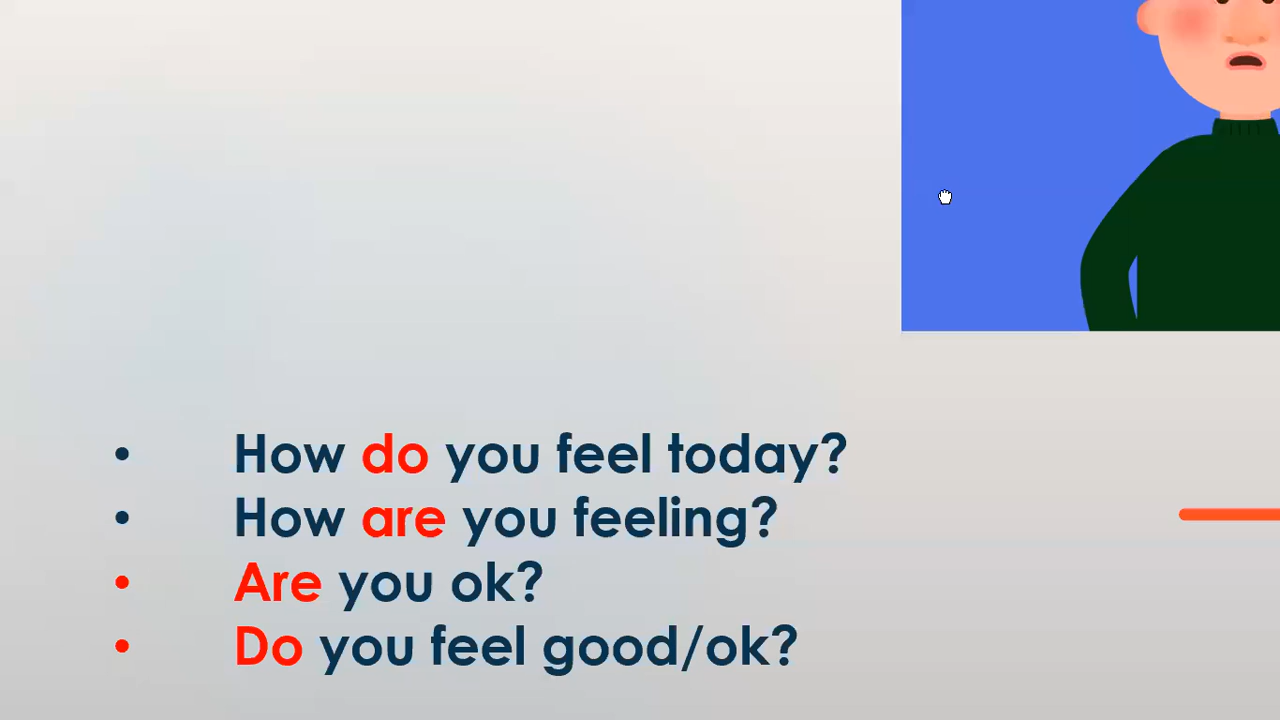 • How do you feel today?
• How are you feeling?
• Are you ok?
• Do you feel good/ok?